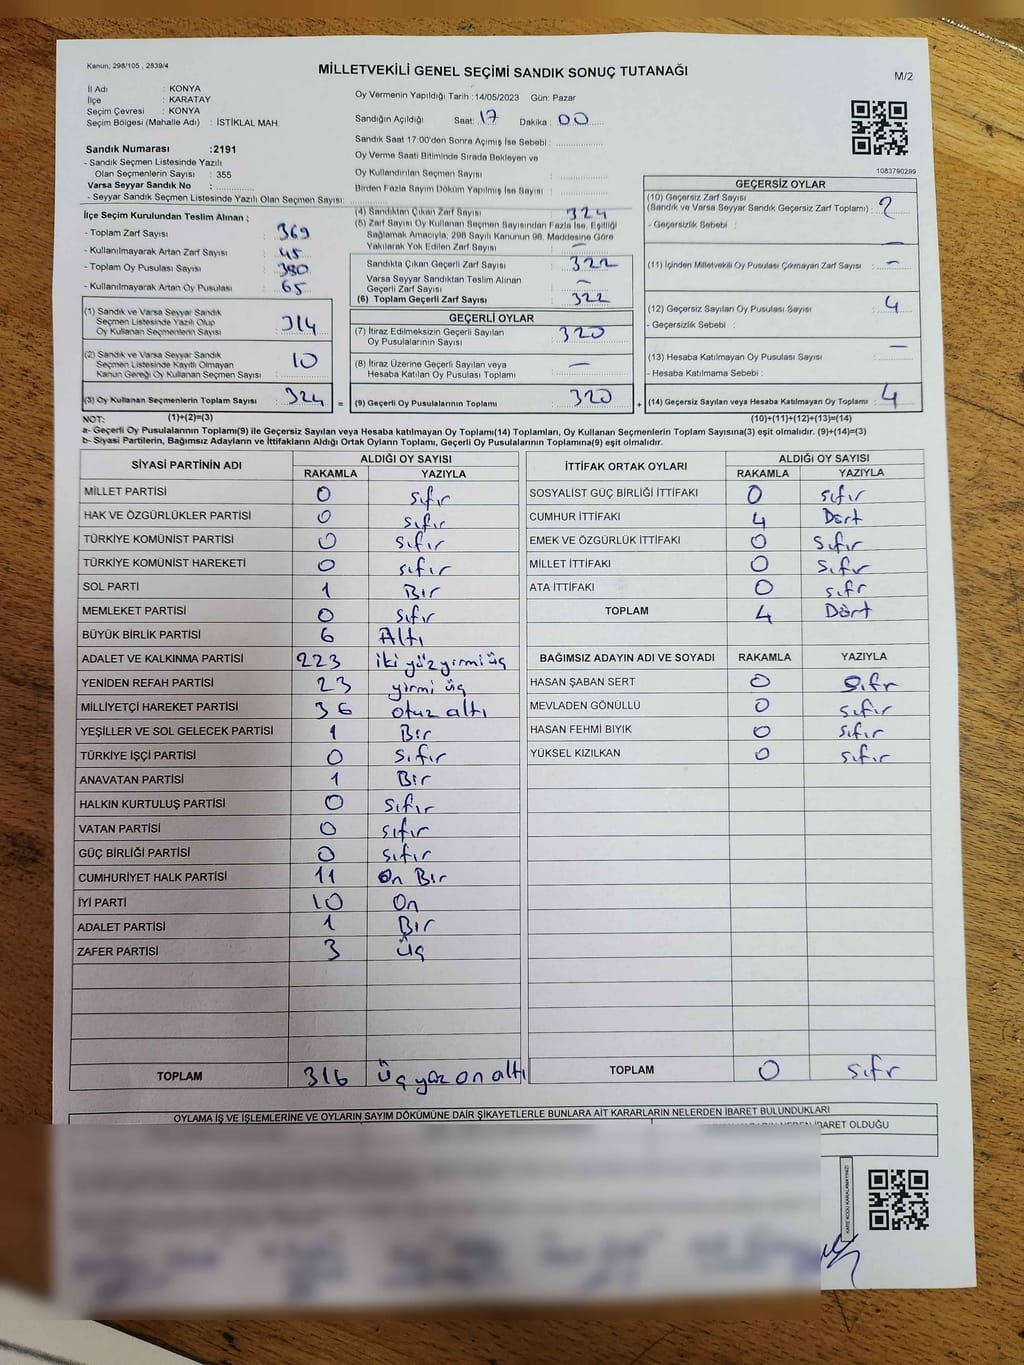 Kanun; 298/105 , 2839/4
MİLLETVEKİLİ GENEL SEÇİMİ SANDIK SONUÇ TUTANAĞI
M/2
İl Adı : KONYA
İlçe : KARATAY
Seçim Çevresi : KONYA
Seçim Bölgesi (Mahalle Adı) : İSTİKLAL MAH.
Oy Vermenin Yapıldığı Tarih :14/05/2023 Gün: Pazar
Sandığın Açıldığı Saat: 17 Dakika : 00
Sandık Saat 17:00'den Sonra Açımış İse Sebebi :
Oy Verme Saati Bitiminde Sırada Bekleyen ve
Oy Kullandırılan Seçmen Sayısı :
Birden Fazla Sayım Döküm Yapılmış İse Sayısı :
Sandık Numarası :2191
- Sandık Seçmen Listesinde Yazılı
Olan Seçmenlerin Sayısı : 355
Varsa Seyyar Sandık No :
- Seyyar Sandık Seçmen Listesinde Yazılı Olan Seçmen Sayısı:
1083790299
İlçe Seçim Kurulundan Teslim Alınan ;
- Toplam Zarf Sayısı : 369
- Kullanılmayarak Artan Zarf Sayısı : 45
- Toplam Oy Pusulası Sayısı : 380
- Kullanılmayarak Artan Oy Pusulası : 65
(1) Sandık ve Varsa Seyyar Sandık
Seçmen Listesinde Yazılı Olup
Oy Kullanan Seçmenlerin Sayısı : 314
(2) Sandık ve Varsa Seyyar Sandık
Seçmen Listesinde Kayıtlı Olmayan
Kanun Gereği Oy Kullanan Seçmen Sayısı : 10
(3) Oy Kullanan Seçmenlerin Toplam Sayısı : 324 =
(4) Sandıktan Çıkan Zarf Sayısı : 324
(5) Zarf Sayısı Oy Kullanan Seçmen Sayısından Fazla İse, Eşitliği
Sağlamak Amacıyla, 298 Sayılı Kanunun 98. Maddesine Göre
Yakılarak Yok Edilen Zarf Sayısı : –
Sandıkta Çıkan Geçerli Zarf Sayısı : 322
Varsa Seyyar Sandıktan Teslim Alınan
Geçerli Zarf Sayısı : –
(6) Toplam Geçerli Zarf Sayısı : 322
GEÇERLİ OYLAR
(7) İtiraz Edilmeksizin Geçerli Sayılan
Oy Pusulalarının Sayısı : 320
(8) İtiraz Üzerine Geçerli Sayılan veya
Hesaba Katılan Oy Pusulası Toplamı : –
(9) Geçerli Oy Pusulalarının Toplamı : 320 +
GEÇERSİZ OYLAR
(10) Geçersiz Zarf Sayısı
(Sandık ve Varsa Seyyar Sandık Geçersiz Zarf Toplamı) : 2
- Geçersizlik Sebebi : –
(11) İçinden Milletvekili Oy Pusulası Çıkmayan Zarf Sayısı : –
(12) Geçersiz Sayılan Oy Pusulası Sayısı : 4
- Geçersizlik Sebebi :
(13) Hesaba Katılmayan Oy Pusulası Sayısı : –
- Hesaba Katılmama Sebebi :
(14) Geçersiz Sayılan veya Hesaba Katılmayan Oy Toplamı : 4
NOT: (1)+(2)=(3) (10)+(11)+(12)+(13)=(14)
a- Geçerli Oy Pusulalarının Toplamı(9) ile Geçersiz Sayılan veya Hesaba katılmayan Oy Toplamı(14) Toplamları, Oy Kullanan Seçmenlerin Toplam Sayısına(3) eşit olmalıdır. (9)+(14)=(3)
b- Siyasi Partilerin, Bağımsız Adayların ve İttifakların Aldığı Ortak Oyların Toplamı, Geçerli Oy Pusulalarının Toplamına(9) eşit olmalıdır.
SİYASİ PARTİNİN ADI ALDIĞI OY SAYISI
RAKAMLA YAZIYLA
MİLLET PARTİSİ 0 sıfır
HAK VE ÖZGÜRLÜKLER PARTİSİ 0 sıfır
TÜRKİYE KOMÜNİST PARTİSİ 0 sıfır
TÜRKİYE KOMÜNİST HAREKETİ 0 sıfır
SOL PARTİ 1 Bır
MEMLEKET PARTİSİ 0 sıfır
BÜYÜK BİRLİK PARTİSİ 6 Altı
ADALET VE KALKINMA PARTİSİ 223 iki yüz yirmi üç
YENİDEN REFAH PARTİSİ 23 yirmi üç
MİLLİYETÇİ HAREKET PARTİSİ 36 otuz altı
YEŞİLLER VE SOL GELECEK PARTİSİ 1 Bır
TÜRKİYE İŞÇİ PARTİSİ 0 sıfır
ANAVATAN PARTİSİ 1 Bır
HALKIN KURTULUŞ PARTİSİ 0 sıfır
VATAN PARTİSİ 0 sıfır
GÜÇ BİRLİĞİ PARTİSİ 0 sıfır
CUMHURİYET HALK PARTİSİ 11 On Bır
İYİ PARTİ 10 On
ADALET PARTİSİ 1 Bır
ZAFER PARTİSİ 3 üç
TOPLAM 316 üç yüz on altı
İTTİFAK ORTAK OYLARI ALDIĞI OY SAYISI
RAKAMLA YAZIYLA
SOSYALİST GÜÇ BİRLİĞİ İTTİFAKI 0 sıfır
CUMHUR İTTİFAKI 4 Dört
EMEK VE ÖZGÜRLÜK İTTİFAKI 0 sıfır
MİLLET İTTİFAKI 0 sıfır
ATA İTTİFAKI 0 sıfr
TOPLAM 4 Dört
BAĞIMSIZ ADAYIN ADI VE SOYADI RAKAMLA YAZIYLA
HASAN ŞABAN SERT 0 sıfr
MEVLADEN GÖNÜLLÜ 0 sıfır
HASAN FEHMİ BIYIK 0 sıfır
YÜKSEL KIZILKAN 0 sıfır
TOPLAM 0 sıfr
OYLAMA İŞ VE İŞLEMLERİNE VE OYLARIN SAYIM DÖKÜMÜNE DAİR ŞİKAYETLERLE BUNLARA AİT KARARLARIN NELERDEN İBARET BULUNDUKLARI
OLDUĞU
KARE KODU KARALAMAYINIZ!